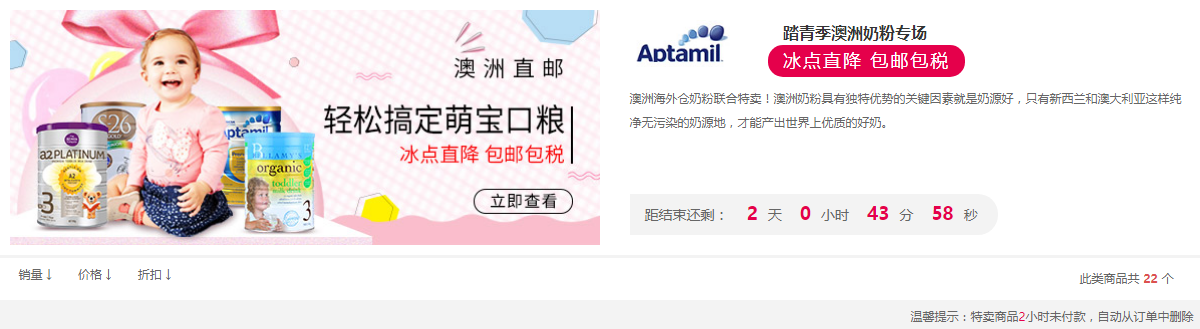 澳洲直邮
轻松搞定萌宝口粮
冰点直降 包邮包税
立即查看
S26
GOLD
a2 PLATINUM
A2
3
Aptamil
BELLAMY'S
organic
toddler
3
Aptamil
踏青季澳洲奶粉专场
冰点直降 包邮包税
澳洲海外仓奶粉联合特卖！澳洲奶粉具有独特优势的关键因素就是奶源好，只有新西兰和澳大利亚这样纯
净无污染的奶源地，才能产出世界上优质的好奶。
距结束还剩： 2 天 0 小时 43 分 58 秒
销量↓ 价格↓ 折扣↓
此类商品共 22 个
温馨提示：特卖商品2小时未付款，自动从订单中删除